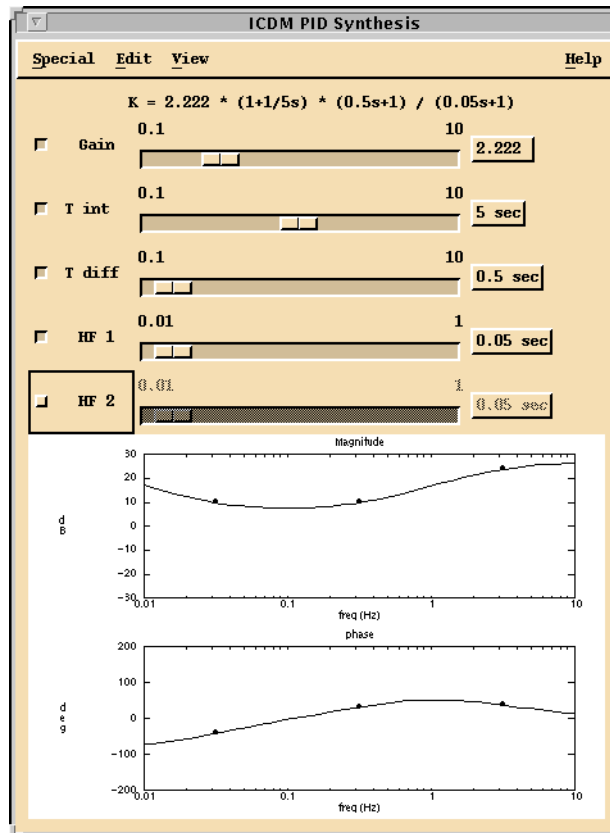 ICDM PID Synthesis
Special Edit View Help
K = 2.222 * (1+1/5s) * (0.5s+1) / (0.05s+1)
0.1 10
Gain 2.222
0.1 10
T int 5 sec
0.1 10
T diff 0.5 sec
0.01 1
HF 1 0.05 sec
0.01 1
HF 2 0.05 sec
Magnitude
30
20
10
0
-10
-20
-30
dB
0.01 0.1 1 10
freq (Hz)
phase
200
100
0
-100
-200
deg
0.01 0.1 1 10
freq (Hz)